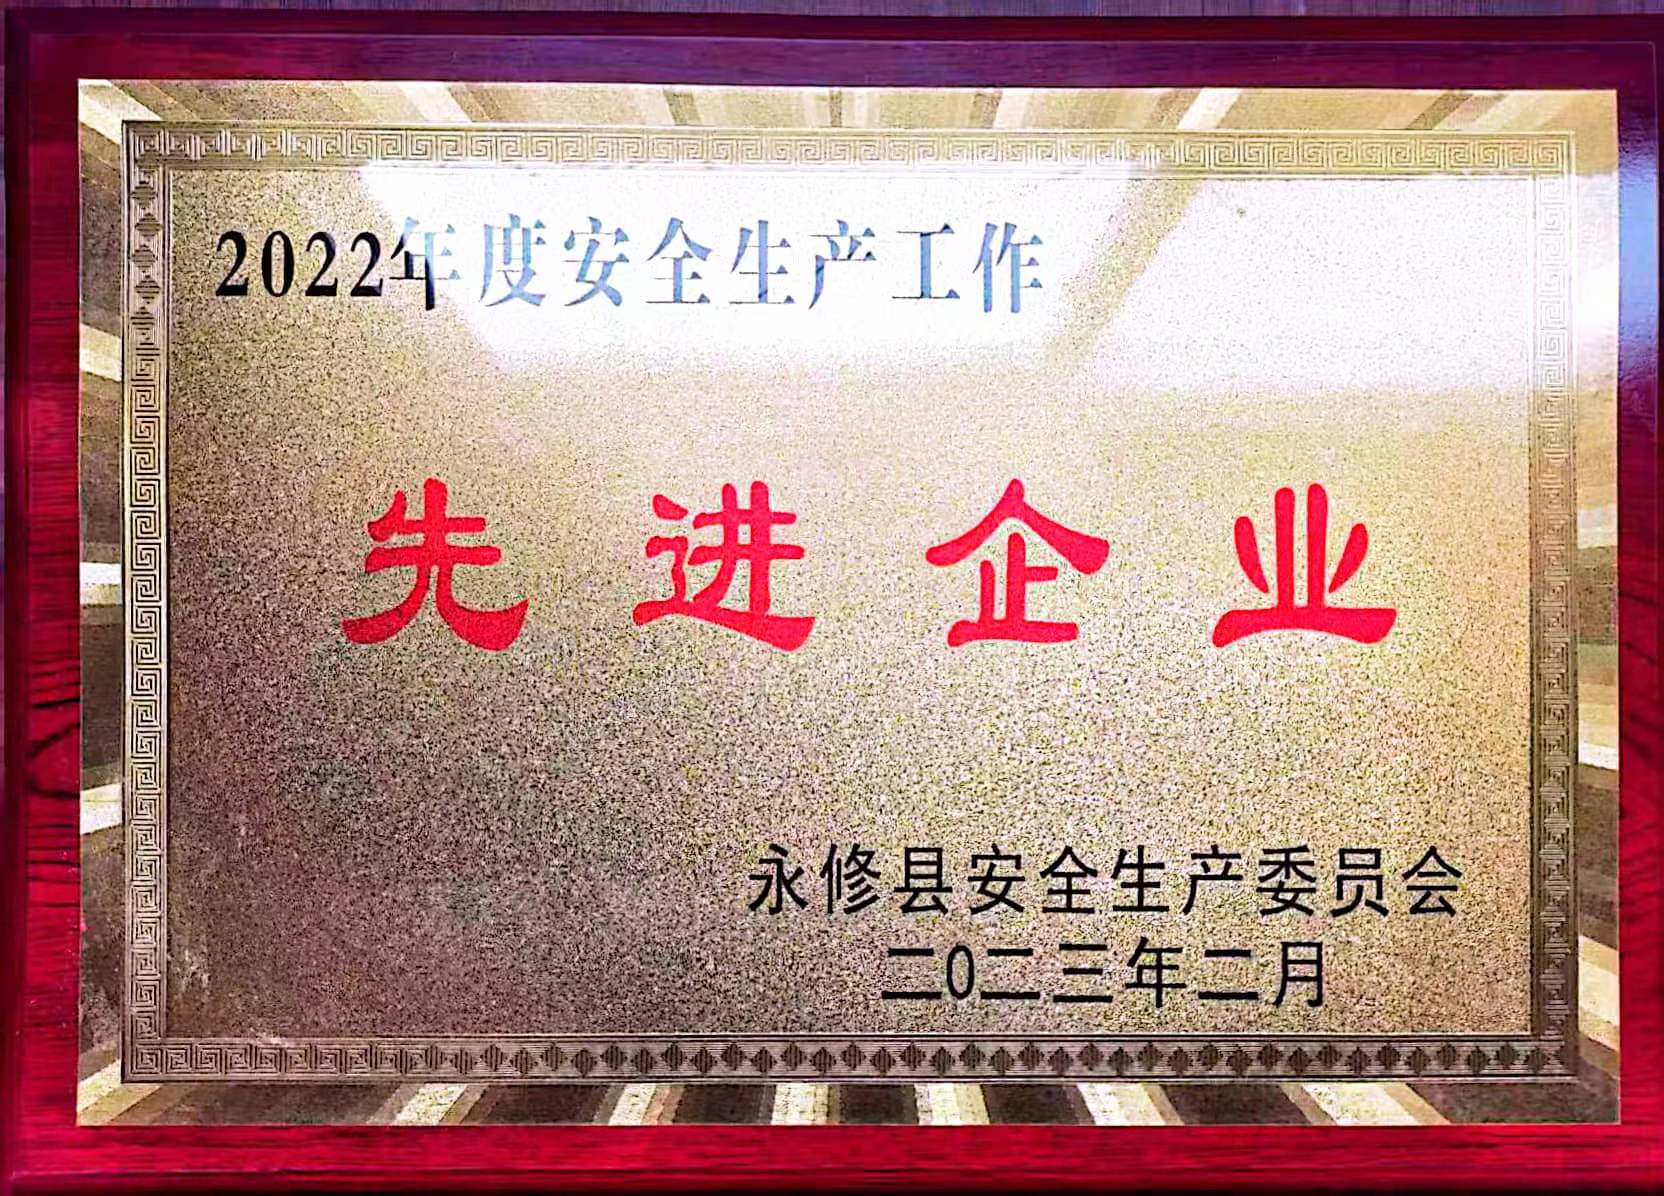 2022年度安全生产工作
先进企业
永修县安全生产委员会
二0二三年二月